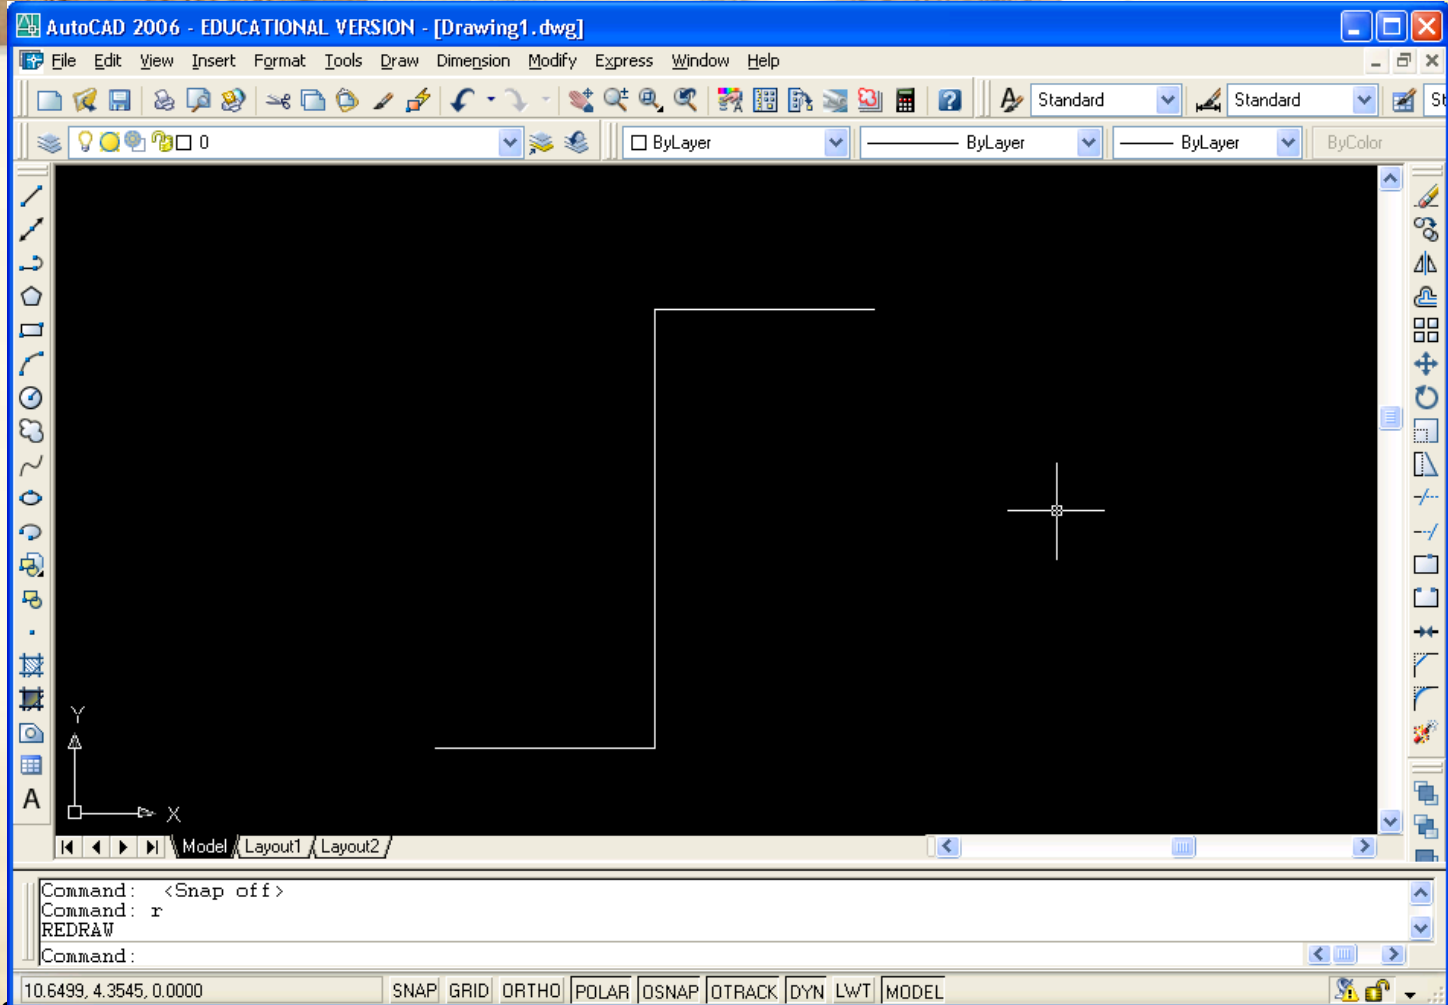 AutoCAD 2006 - EDUCATIONAL VERSION - [Drawing1.dwg]
File Edit View Insert Format Tools Draw Dimension Modify Express Window Help
Standard Standard St
0 ByLayer ByLayer ByLayer ByColor
Y
X
A
Model Layout1 Layout2
Command: <Snap off>
Command: r
REDRAW
Command:
10.6499, 4.3545, 0.0000 SNAP GRID ORTHO POLAR OSNAP OTRACK DYN LWT MODEL